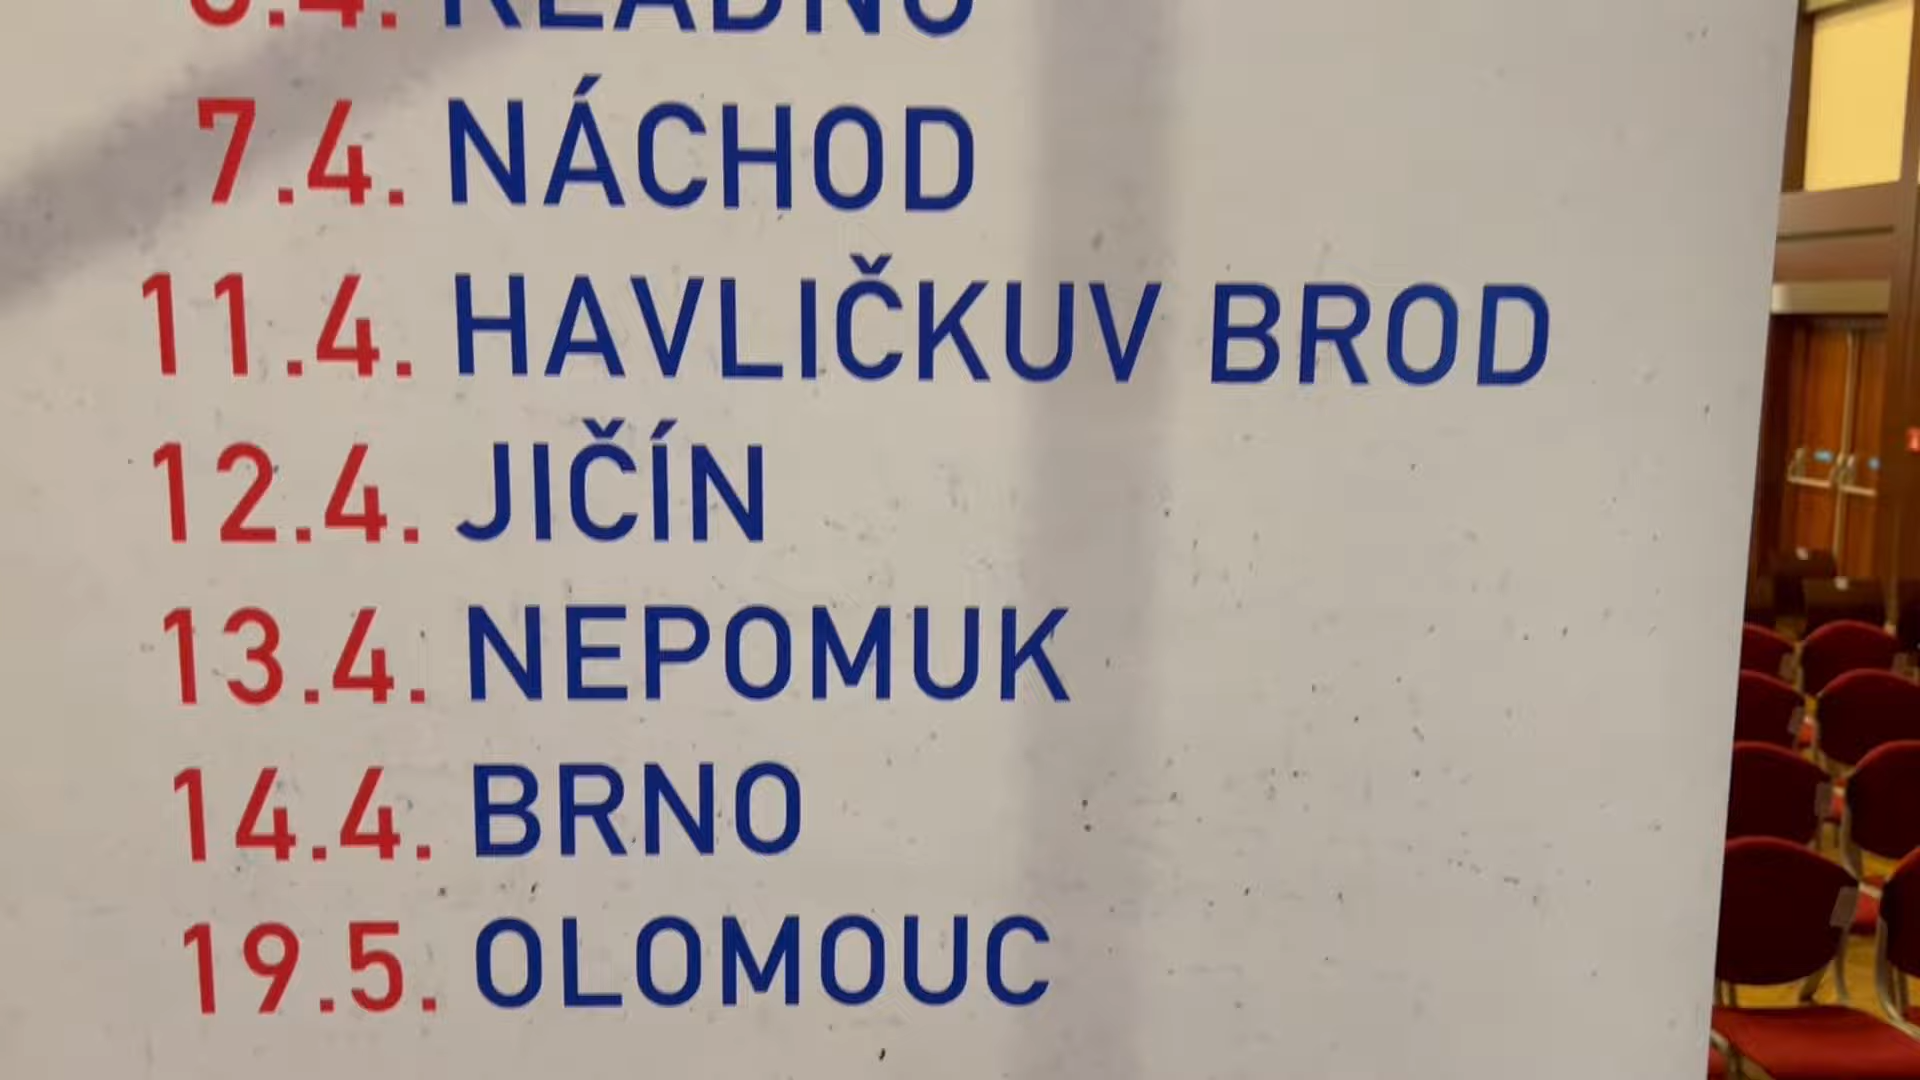 KLADNO
7.4. NÁCHOD
11.4. HAVLIČKUV BROD
12.4. JIČÍN
13.4. NEPOMUK
14.4. BRNO
19.5. OLOMOUC